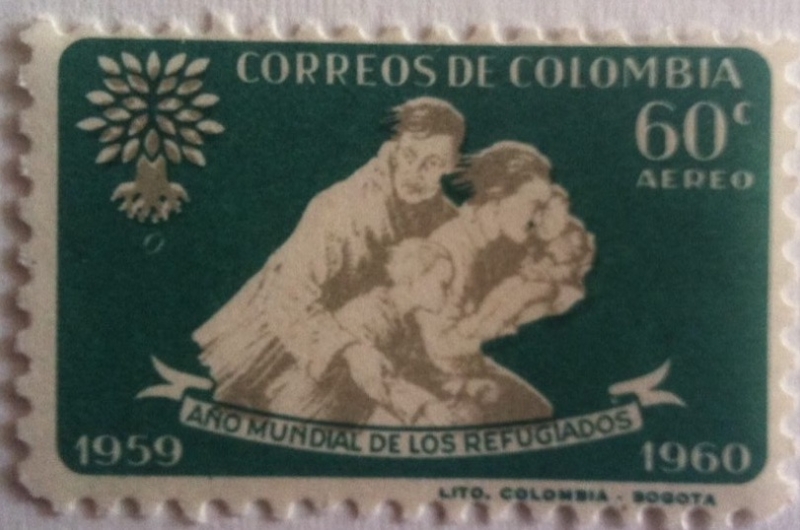 CORREOS DE COLOMBIA
60c
AEREO
AÑO MUNDIAL DE LOS REFUGIADOS
1959
1960
LITO. COLOMBIA - BOGOTA